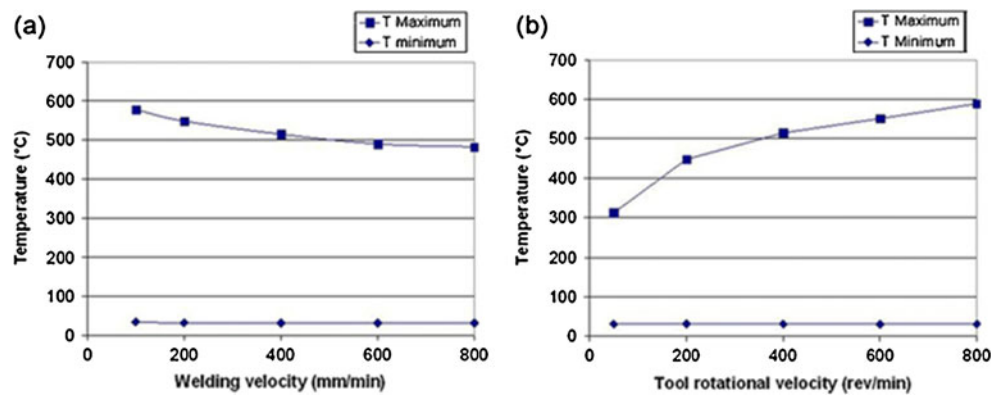 (a)
T Maximum
T minimum
700
600
500
400
300
200
100
0
Temperature (°C)
0 200 400 600 800
Welding velocity (mm/min)
(b)
T Maximum
T Minimum
700
600
500
400
300
200
100
0
Temperature (°C)
0 200 400 600 800
Tool rotational velocity (rev/min)